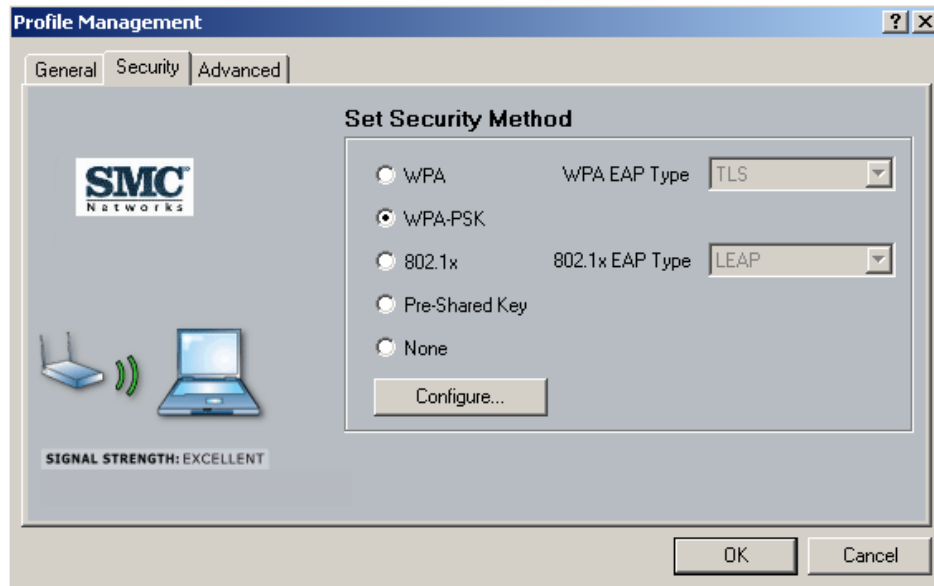 Profile Management
General Security Advanced
Set Security Method
SMC®
Networks
WPA WPA EAP Type TLS
WPA-PSK
802.1x 802.1x EAP Type LEAP
Pre-Shared Key
None
Configure...
SIGNAL STRENGTH: EXCELLENT
OK Cancel